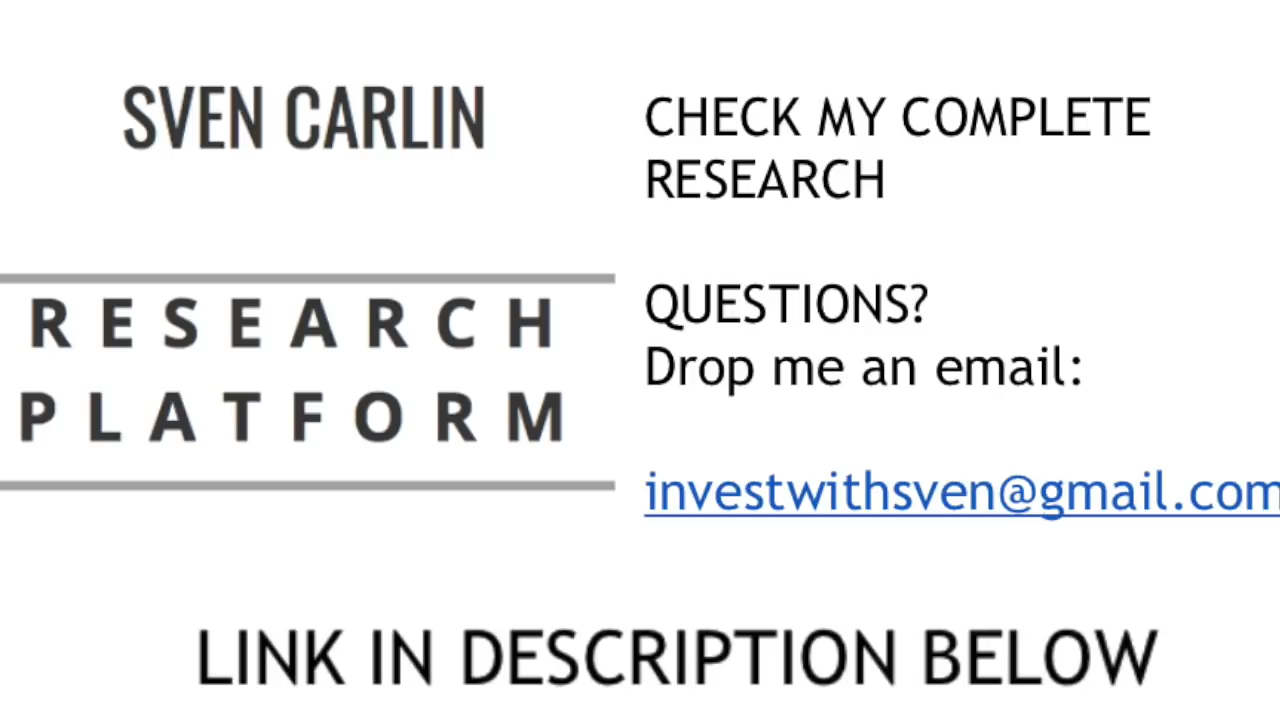 SVEN CARLIN
RESEARCH
PLATFORM
CHECK MY COMPLETE
RESEARCH
QUESTIONS?
Drop me an email:
investwithsven@gmail.com
LINK IN DESCRIPTION BELOW